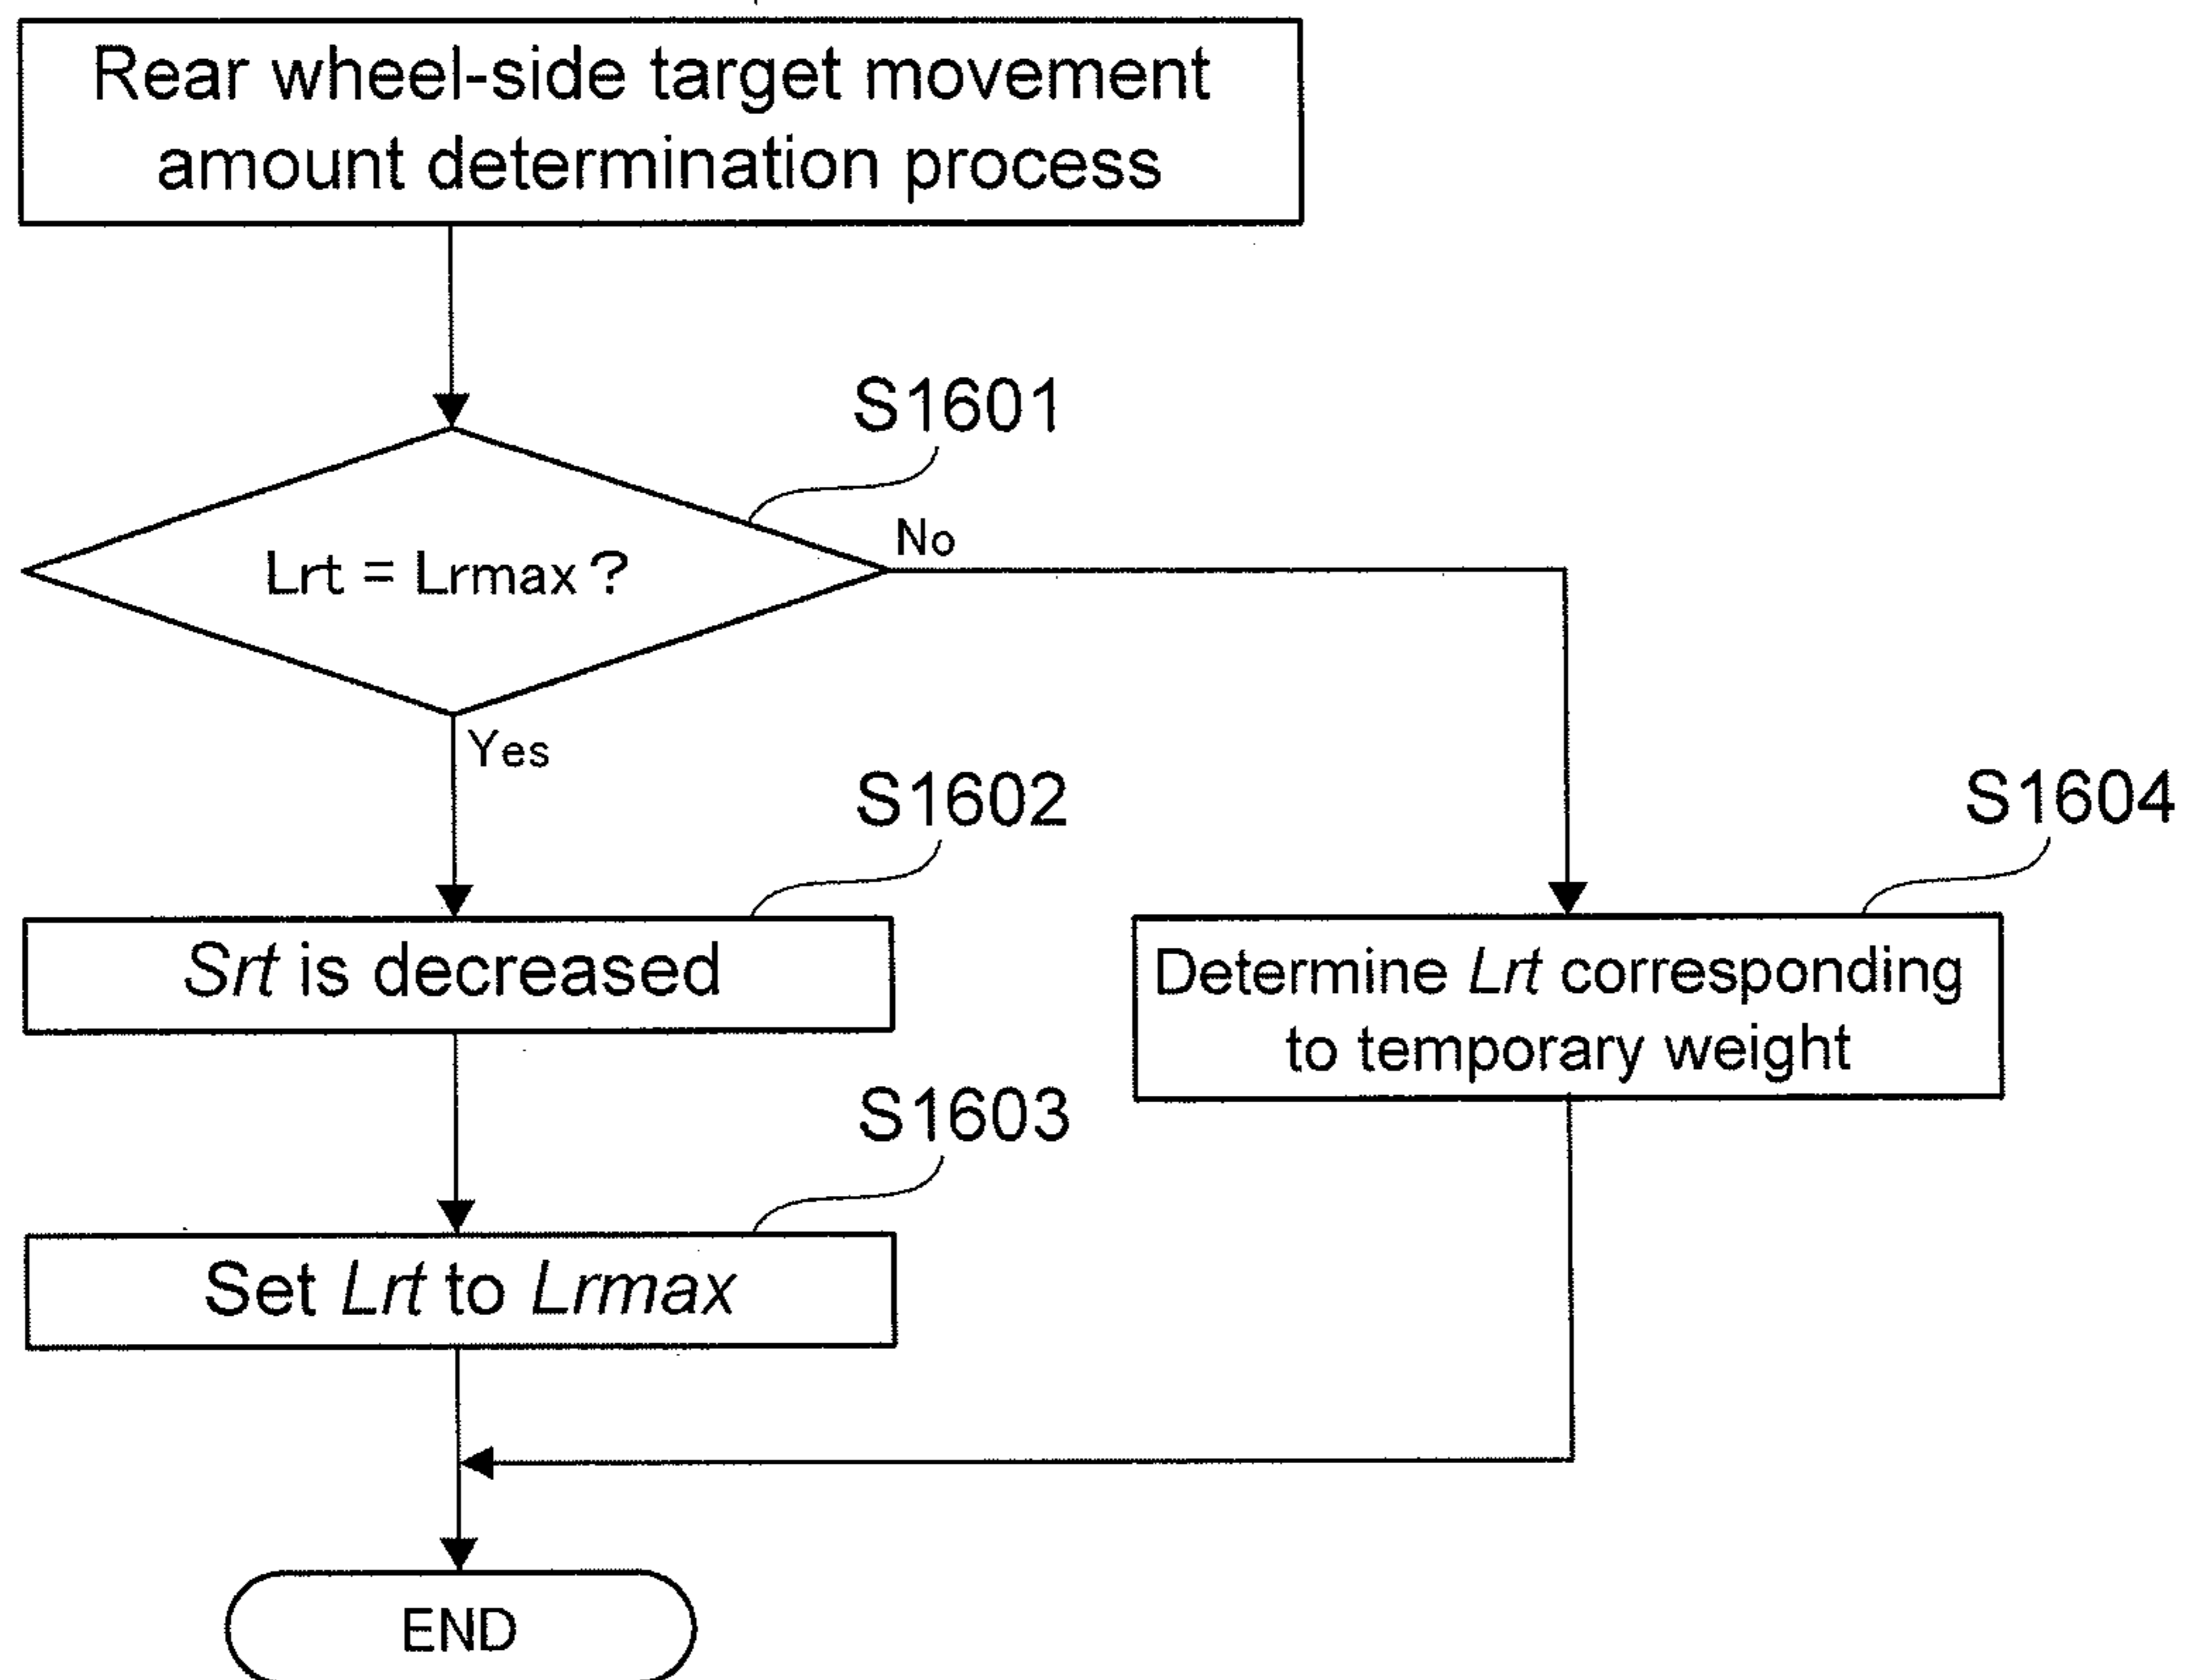 Rear wheel-side target movement
amount determination process
S1601
Lrt = Lrmax ?
No
Yes
S1602
Srt is decreased
S1604
Determine Lrt corresponding
to temporary weight
S1603
Set Lrt to Lrmax
END